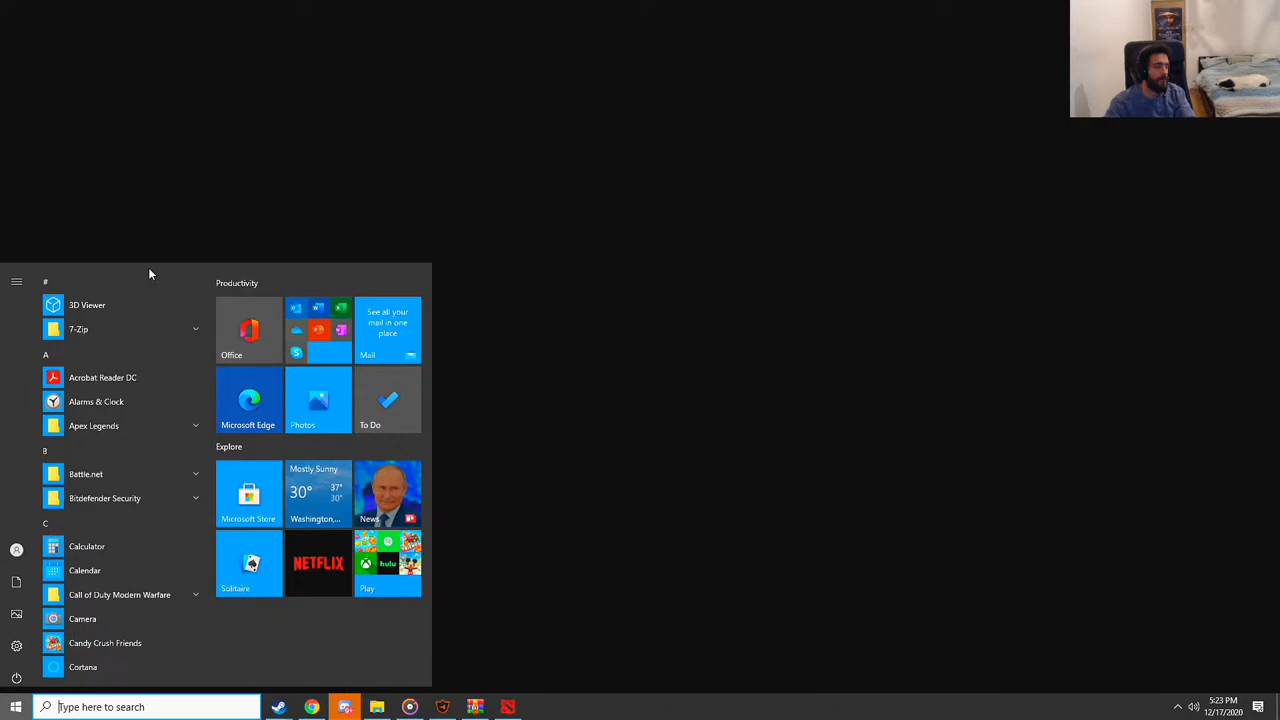 #
3D Viewer
7-Zip
A
Acrobat Reader DC
Alarms & Clock
Apex Legends
B
Battle.net
Bitdefender Security
C
Calculator
Calendar
Call of Duty Modern Warfare
Camera
Candy Crush Friends
Cortana
Productivity
Office
See all your
mail in one
place
Mail
Microsoft Edge
Photos
To Do
Explore
Microsoft Store
Mostly Sunny
30° 37°
30°
Washington,...
News
Solitaire
NETFLIX
hulu
Play
Type here to search
5:23 PM
12/17/2020